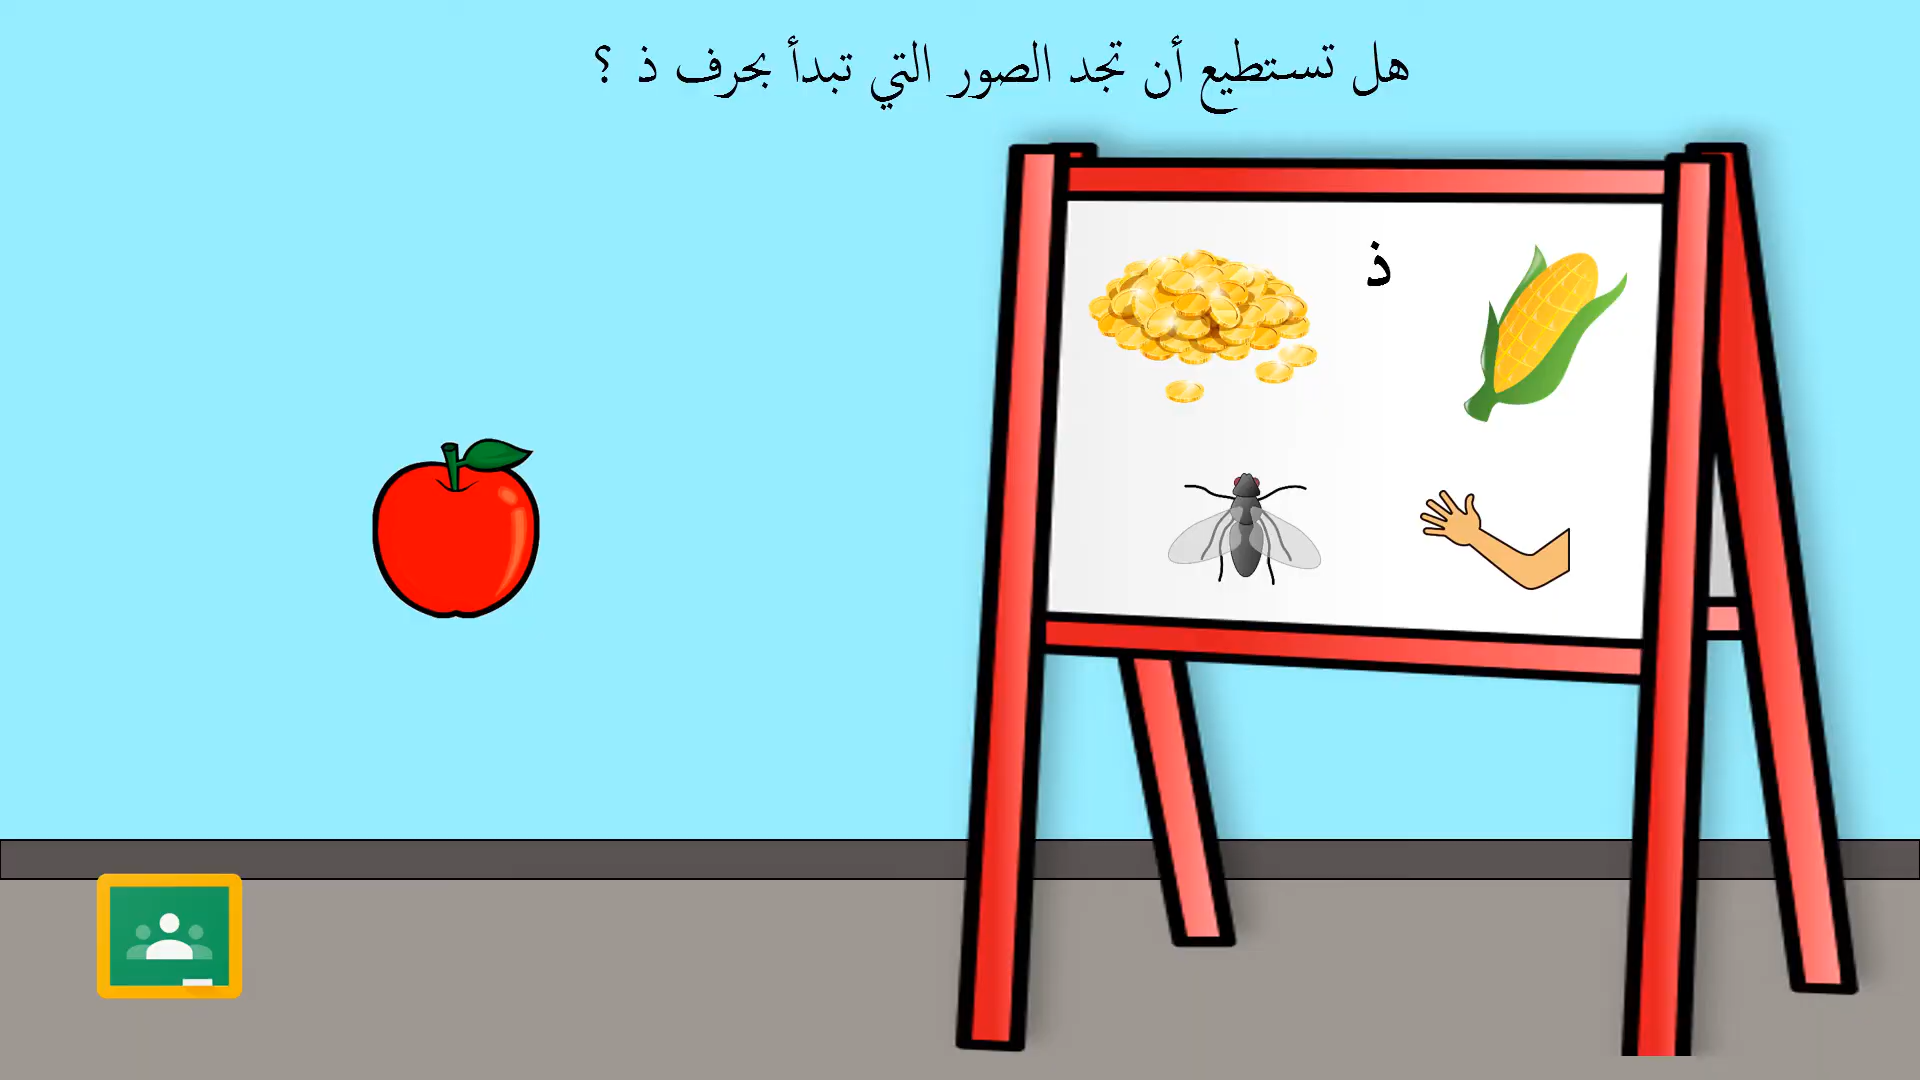 هل تستطيع أن تجد الصور التي تبدأ بحرف ذ ؟
ذ